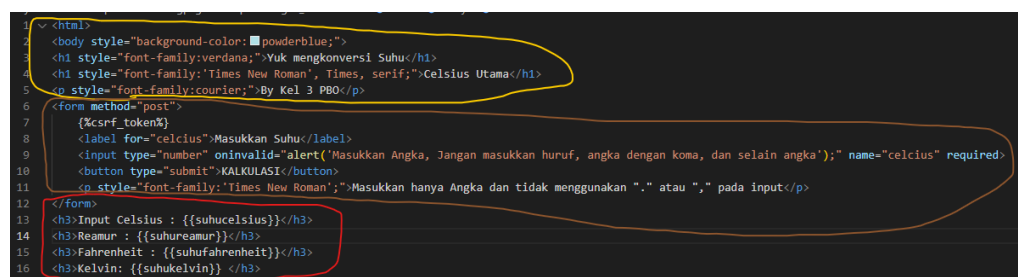 1 <html>
2 <body style="background-color: powderblue;">
3 <h1 style="font-family:verdana;">Yuk mengkonversi Suhu</h1>
4 <h1 style="font-family:'Times New Roman', Times, serif;">Celsius Utama</h1>
5 <p style="font-family:courier;">By Kel 3 PBO</p>
6 <form method="post">
7 {%csrf_token%}
8 <label for="celcius">Masukkan Suhu</label>
9 <input type="number" oninvalid="alert('Masukkan Angka, Jangan masukkan huruf, angka dengan koma, dan selain angka');" name="celcius" required>
10 <button type="submit">KALKULASI</button>
11 <p style="font-family:'Times New Roman';">Masukkan hanya Angka dan tidak menggunakan "." atau "," pada input</p>
12 </form>
13 <h3>Input Celsius : {{suhucelsius}}</h3>
14 <h3>Reamur : {{suhureamur}}</h3>
15 <h3>Fahrenheit : {{suhufahrenheit}}</h3>
16 <h3>Kelvin: {{suhukelvin}} </h3>